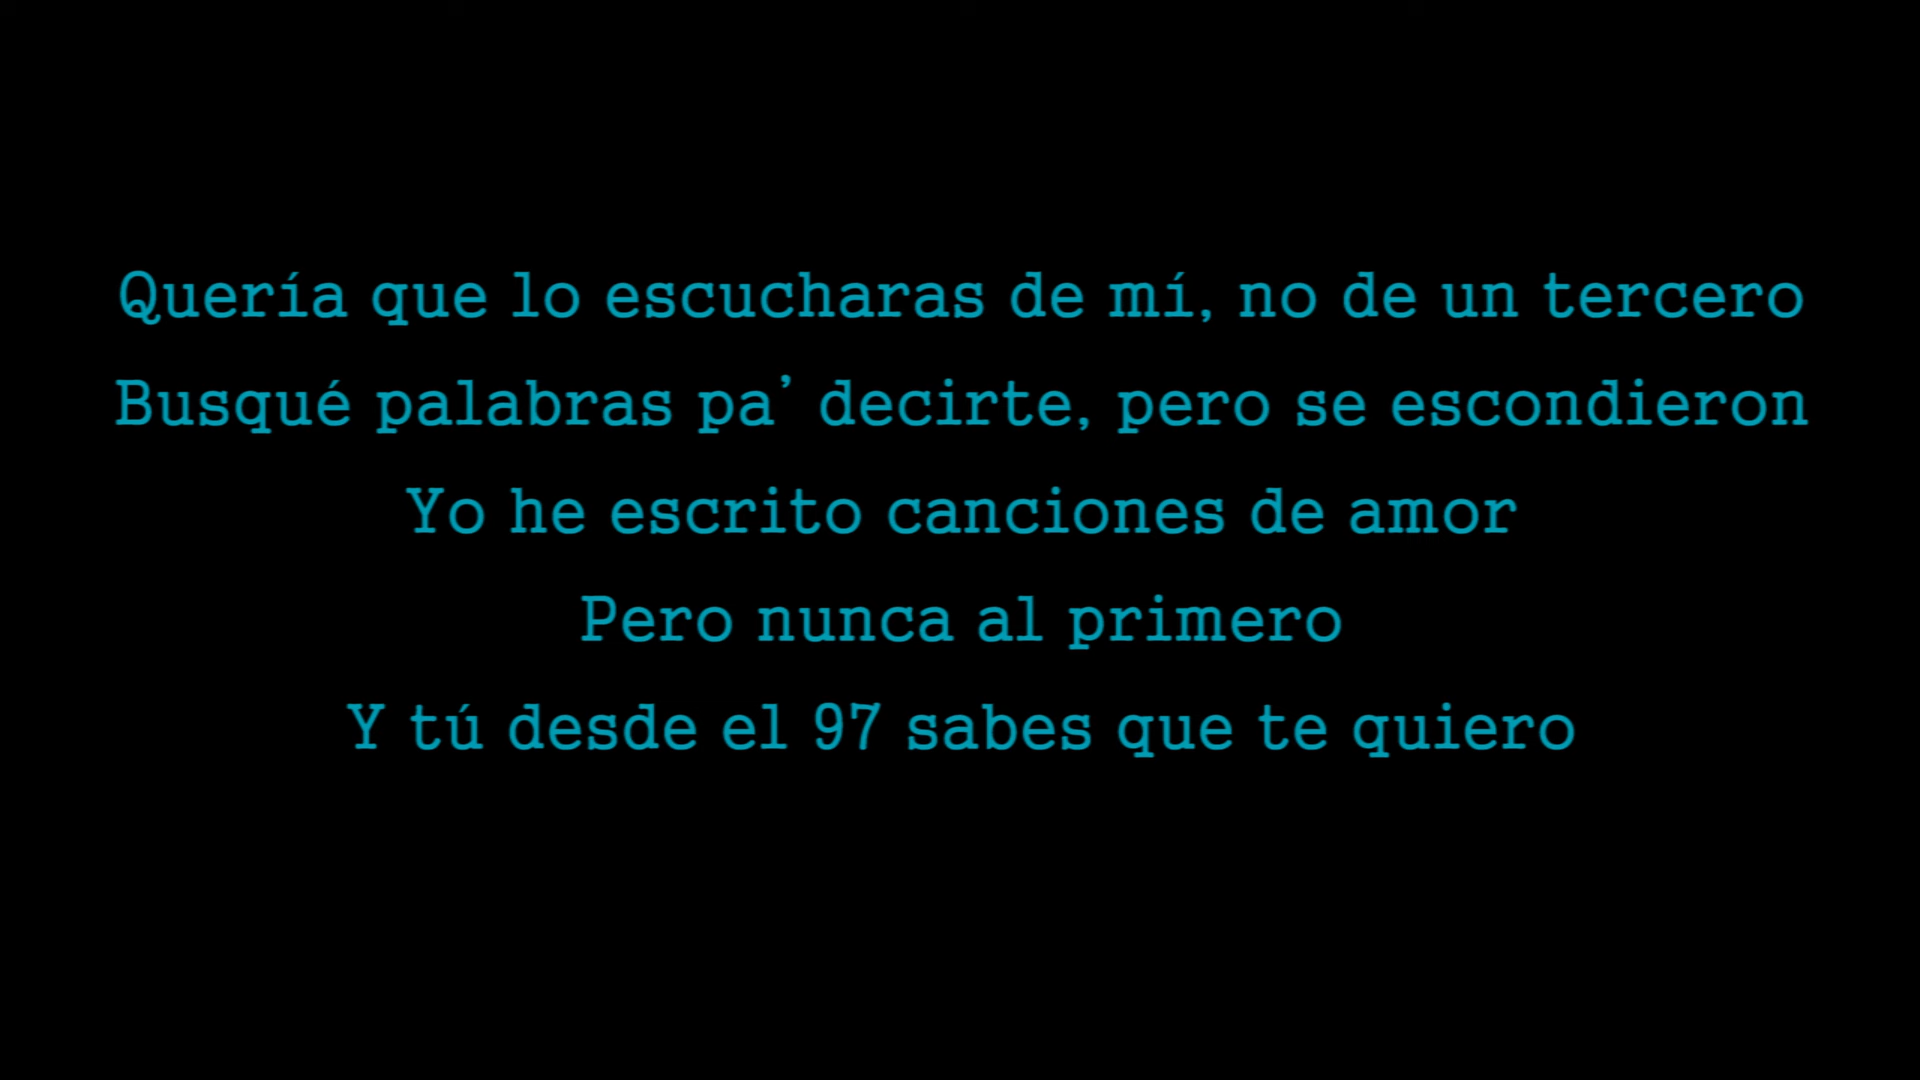 Quería que lo escucharas de mí, no de un tercero
Busqué palabras pa’ decirte, pero se escondieron
Yo he escrito canciones de amor
Pero nunca al primero
Y tú desde el 97 sabes que te quiero